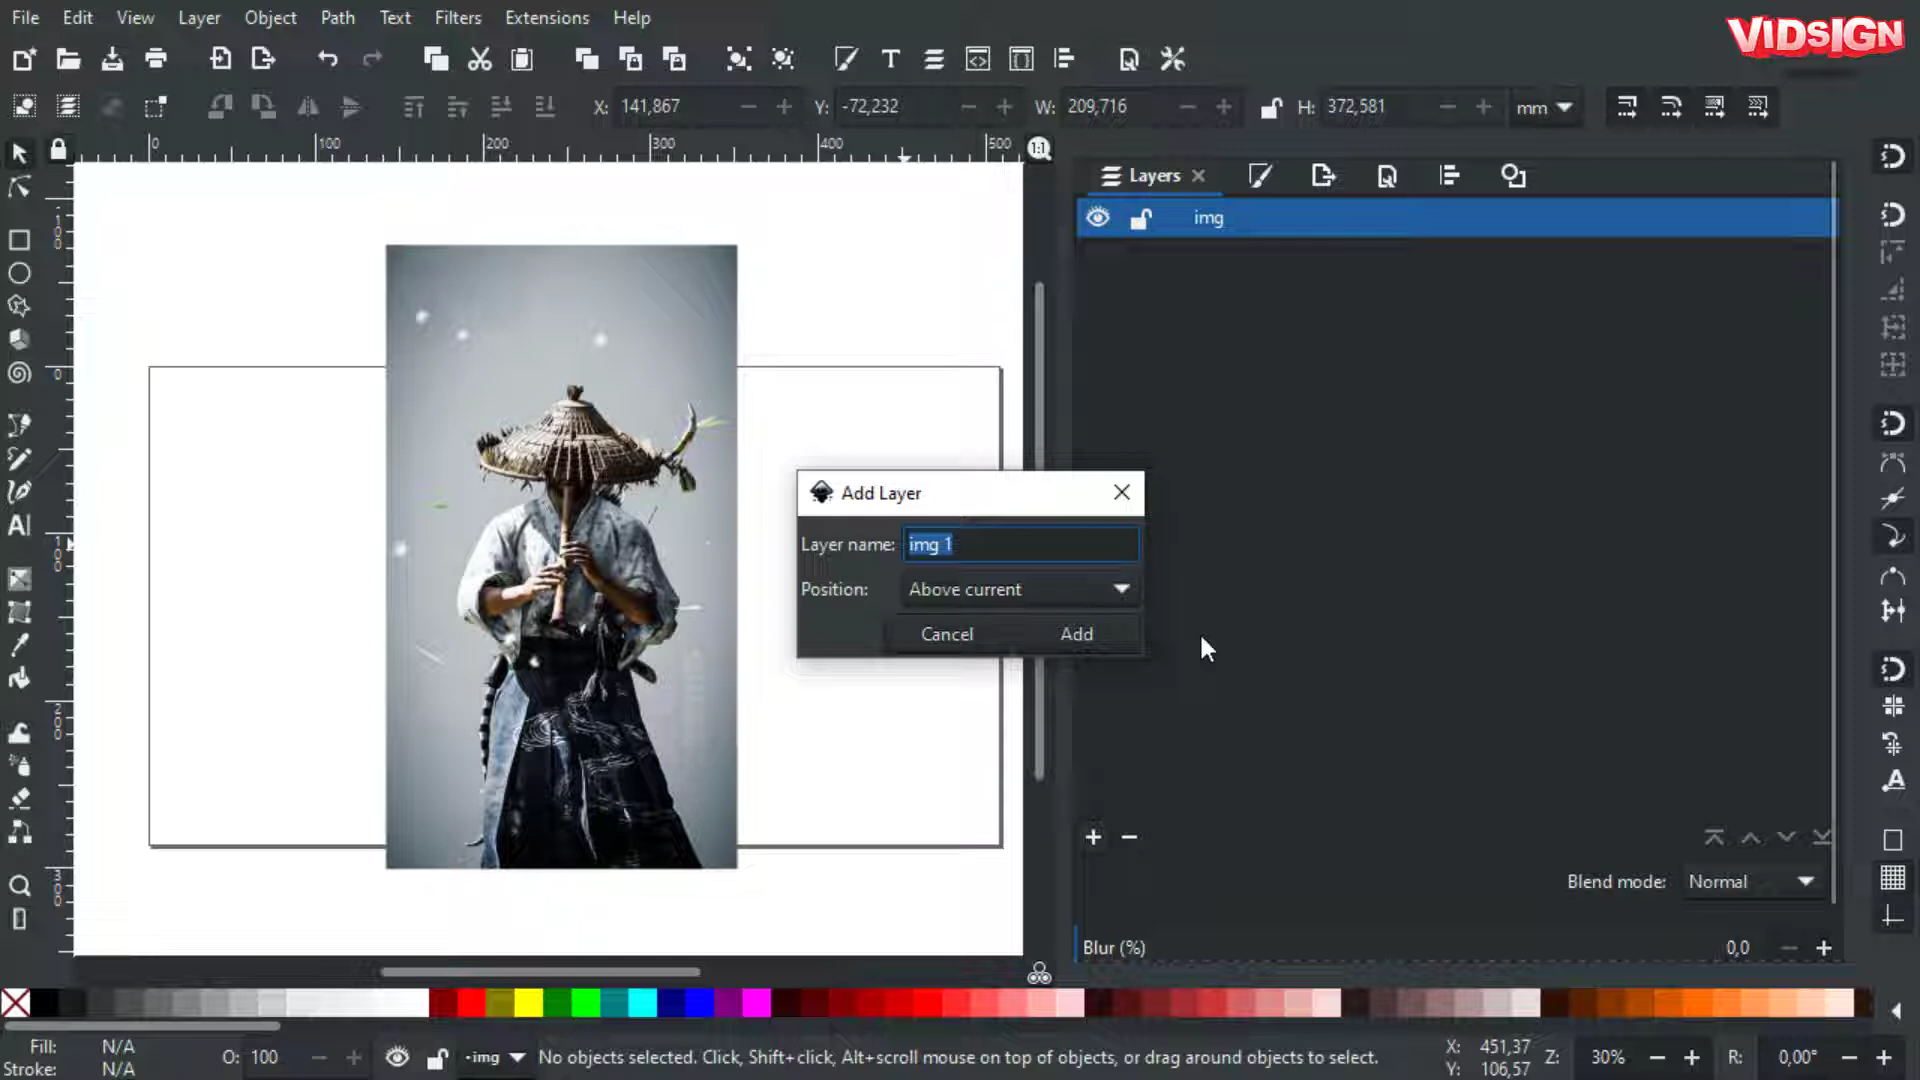 File Edit View Layer Object Path Text Filters Extensions Help
VIDSIGN
X: 141,867 Y: -72,232 W: 209,716 H: 372,581 mm
0 100 200 300 400 500
1:1
Layers
img
Add Layer
Layer name: img 1
Position: Above current
Cancel Add
Blend mode: Normal
Blur (%) 0,0
Fill: N/A
Stroke: N/A
O: 100
img
No objects selected. Click, Shift+click, Alt+scroll mouse on top of objects, or drag around objects to select.
X: 451,37
Y: 106,57
Z: 30%
R: 0,00°